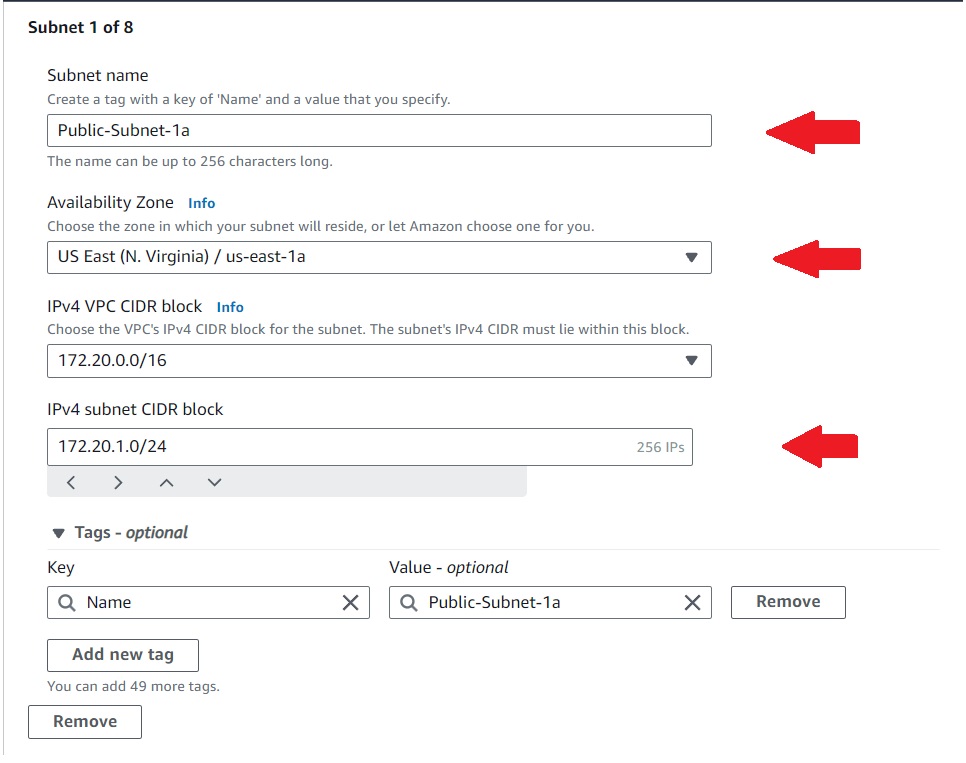 Subnet 1 of 8
Subnet name
Create a tag with a key of 'Name' and a value that you specify.
Public-Subnet-1a
The name can be up to 256 characters long.
Availability Zone Info
Choose the zone in which your subnet will reside, or let Amazon choose one for you.
US East (N. Virginia) / us-east-1a
IPv4 VPC CIDR block Info
Choose the VPC's IPv4 CIDR block for the subnet. The subnet's IPv4 CIDR must lie within this block.
172.20.0.0/16
IPv4 subnet CIDR block
172.20.1.0/24 256 IPs
Tags - optional
Key Value - optional
Name Public-Subnet-1a Remove
Add new tag
You can add 49 more tags.
Remove